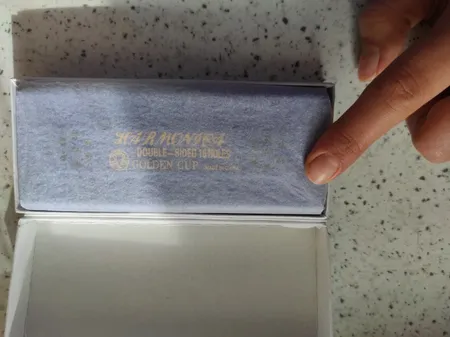 HARMONICA
DOUBLE-SIDED 16 HOLES
GOLDEN CUP